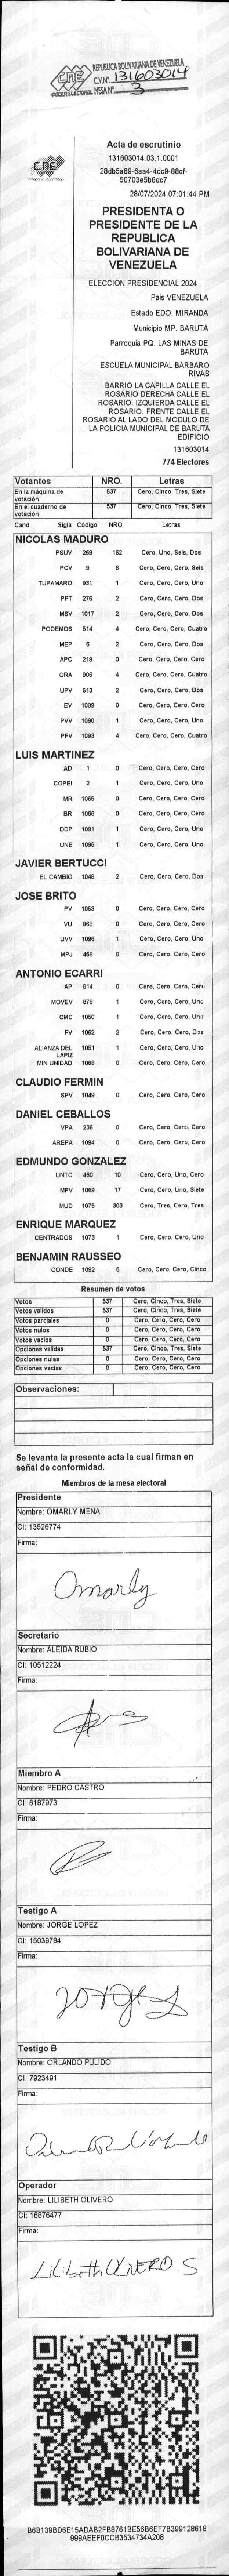 REPUBLICA BOLIVARIANA DE VENEZUELA
CNE C.V.Nº 131603014
PODER ELECTORAL MESA Nº 3
CNE
Acta de escrutinio
131603014.03.1.0001
28db5a89-6aa4-4dc9-88cf-
50703e5b6dc7
28/07/2024 07:01:44 PM
PRESIDENTA O
PRESIDENTE DE LA
REPUBLICA
BOLIVARIANA DE
VENEZUELA
ELECCIÓN PRESIDENCIAL 2024
Pais VENEZUELA
Estado EDO. MIRANDA
Municipio MP. BARUTA
Parroquia PQ. LAS MINAS DE
BARUTA
ESCUELA MUNICIPAL BARBARO
RIVAS
BARRIO LA CAPILLA CALLE EL
ROSARIO DERECHA CALLE EL
ROSARIO. IZQUIERDA CALLE EL
ROSARIO. FRENTE CALLE EL
ROSARIO AL LADO DEL MODULO DE
LA POLICIA MUNICIPAL DE BARUTA
EDIFICIO
131603014
774 Electores
Votantes NRO. Letras
En la máquina de votación 537 Cero, Cinco, Tres, Siete
En el cuaderno de votación 537 Cero, Cinco, Tres, Siete
Cand. Sigla Código NRO. Letras
NICOLAS MADURO
PSUV 269 162 Cero, Uno, Seis, Dos
PCV 9 6 Cero, Cero, Cero, Seis
TUPAMARO 931 1 Cero, Cero, Cero, Uno
PPT 276 2 Cero, Cero, Cero, Dos
MSV 1017 2 Cero, Cero, Cero, Dos
PODEMOS 514 4 Cero, Cero, Cero, Cuatro
MEP 6 2 Cero, Cero, Cero, Dos
APC 219 0 Cero, Cero, Cero, Cero
ORA 906 4 Cero, Cero, Cero, Cuatro
UPV 613 2 Cero, Cero, Cero, Dos
EV 1089 0 Cero, Cero, Cero, Cero
PVV 1090 1 Cero, Cero, Cero, Uno
PFV 1093 4 Cero, Cero, Cero, Cuatro
LUIS MARTINEZ
AD 1 0 Cero, Cero, Cero, Cero
COPEI 2 1 Cero, Cero, Cero, Uno
MR 1065 0 Cero, Cero, Cero, Cero
BR 1066 0 Cero, Cero, Cero, Cero
DDP 1091 1 Cero, Cero, Cero, Uno
UNE 1095 1 Cero, Cero, Cero, Uno
JAVIER BERTUCCI
EL CAMBIO 1048 2 Cero, Cero, Cero, Dos
JOSE BRITO
PV 1053 0 Cero, Cero, Cero, Cero
VU 868 0 Cero, Cero, Cero, Cero
UVV 1096 1 Cero, Cero, Cero, Uno
MPJ 458 0 Cero, Cero, Cero, Cero
ANTONIO ECARRI
AP 814 0 Cero, Cero, Cero, Cero
MOVEV 879 1 Cero, Cero, Cero, Uno
CMC 1050 1 Cero, Cero, Cero, Uno
FV 1062 2 Cero, Cero, Cero, Dos
ALIANZA DEL LAPIZ 1051 1 Cero, Cero, Cero, Uno
MIN UNIDAD 1068 0 Cero, Cero, Cero, Cero
CLAUDIO FERMIN
SPV 1049 0 Cero, Cero, Cero, Cero
DANIEL CEBALLOS
VPA 236 0 Cero, Cero, Cero, Cero
AREPA 1094 0 Cero, Cero, Cero, Cero
EDMUNDO GONZALEZ
UNTC 460 10 Cero, Cero, Uno, Cero
MPV 1069 17 Cero, Cero, Uno, Siete
MUD 1075 303 Cero, Tres, Cero, Tres
ENRIQUE MARQUEZ
CENTRADOS 1073 1 Cero, Cero, Cero, Uno
BENJAMIN RAUSSEO
CONDE 1092 5 Cero, Cero, Cero, Cinco
Resumen de votos
Votos 537 Cero, Cinco, Tres, Siete
Votos validos 537 Cero, Cinco, Tres, Siete
Votos parciales 0 Cero, Cero, Cero, Cero
Votos nulos 0 Cero, Cero, Cero, Cero
Votos vacios 0 Cero, Cero, Cero, Cero
Opciones validas 537 Cero, Cinco, Tres, Siete
Opciones nulas 0 Cero, Cero, Cero, Cero
Opciones vacias 0 Cero, Cero, Cero, Cero
Observaciones:
Se levanta la presente acta la cual firman en
señal de conformidad.
Miembros de la mesa electoral
Presidente
Nombre: OMARLY MENA
CI: 13526774
Firma:
Omarly
Secretario
Nombre: ALEIDA RUBIO
CI: 10512224
Firma:
Miembro A
Nombre: PEDRO CASTRO
CI: 6187973
Firma:
Testigo A
Nombre: JORGE LOPEZ
CI: 15039784
Firma:
Testigo B
Nombre: ORLANDO PULIDO
CI: 7923491
Firma:
Operador
Nombre: LILIBETH OLIVERO
CI: 16876477
Firma:
Lilibeth OLIVERO S
B6B139BD6E15ADAB2FB8761BE56B6EF7B399128618
999AEEF0CCB3534734A208